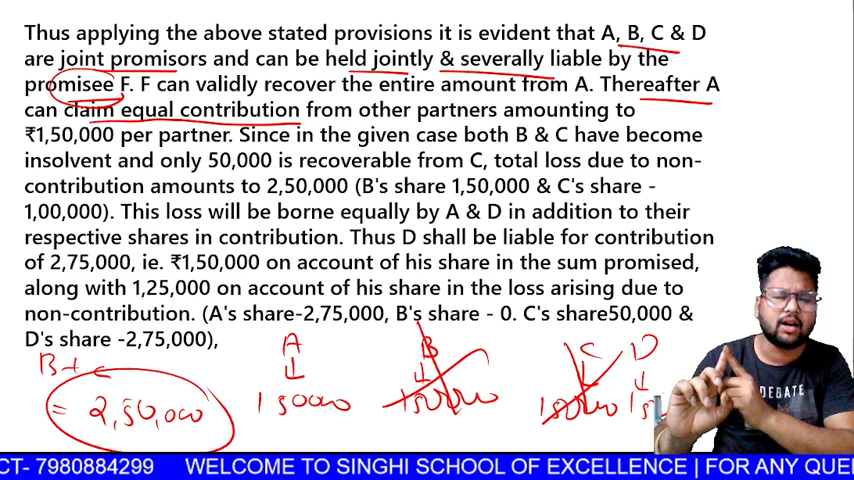 Thus applying the above stated provisions it is evident that A, B, C & D
are joint promisors and can be held jointly & severally liable by the
promisee F. F can validly recover the entire amount from A. Thereafter A
can claim equal contribution from other partners amounting to
₹1,50,000 per partner. Since in the given case both B & C have become
insolvent and only 50,000 is recoverable from C, total loss due to non-
contribution amounts to 2,50,000 (B's share 1,50,000 & C's share -
1,00,000). This loss will be borne equally by A & D in addition to their
respective shares in contribution. Thus D shall be liable for contribution
of 2,75,000, ie. ₹1,50,000 on account of his share in the sum promised,
along with 1,25,000 on account of his share in the loss arising due to
non-contribution. (A's share-2,75,000, B's share - 0. C's share50,000 &
D's share -2,75,000),
A B C D
B+c
= 2,50,000 150000 150000 150000
DEBATE
CT- 7980884299 WELCOME TO SINGHI SCHOOL OF EXCELLENCE | FOR ANY QUE